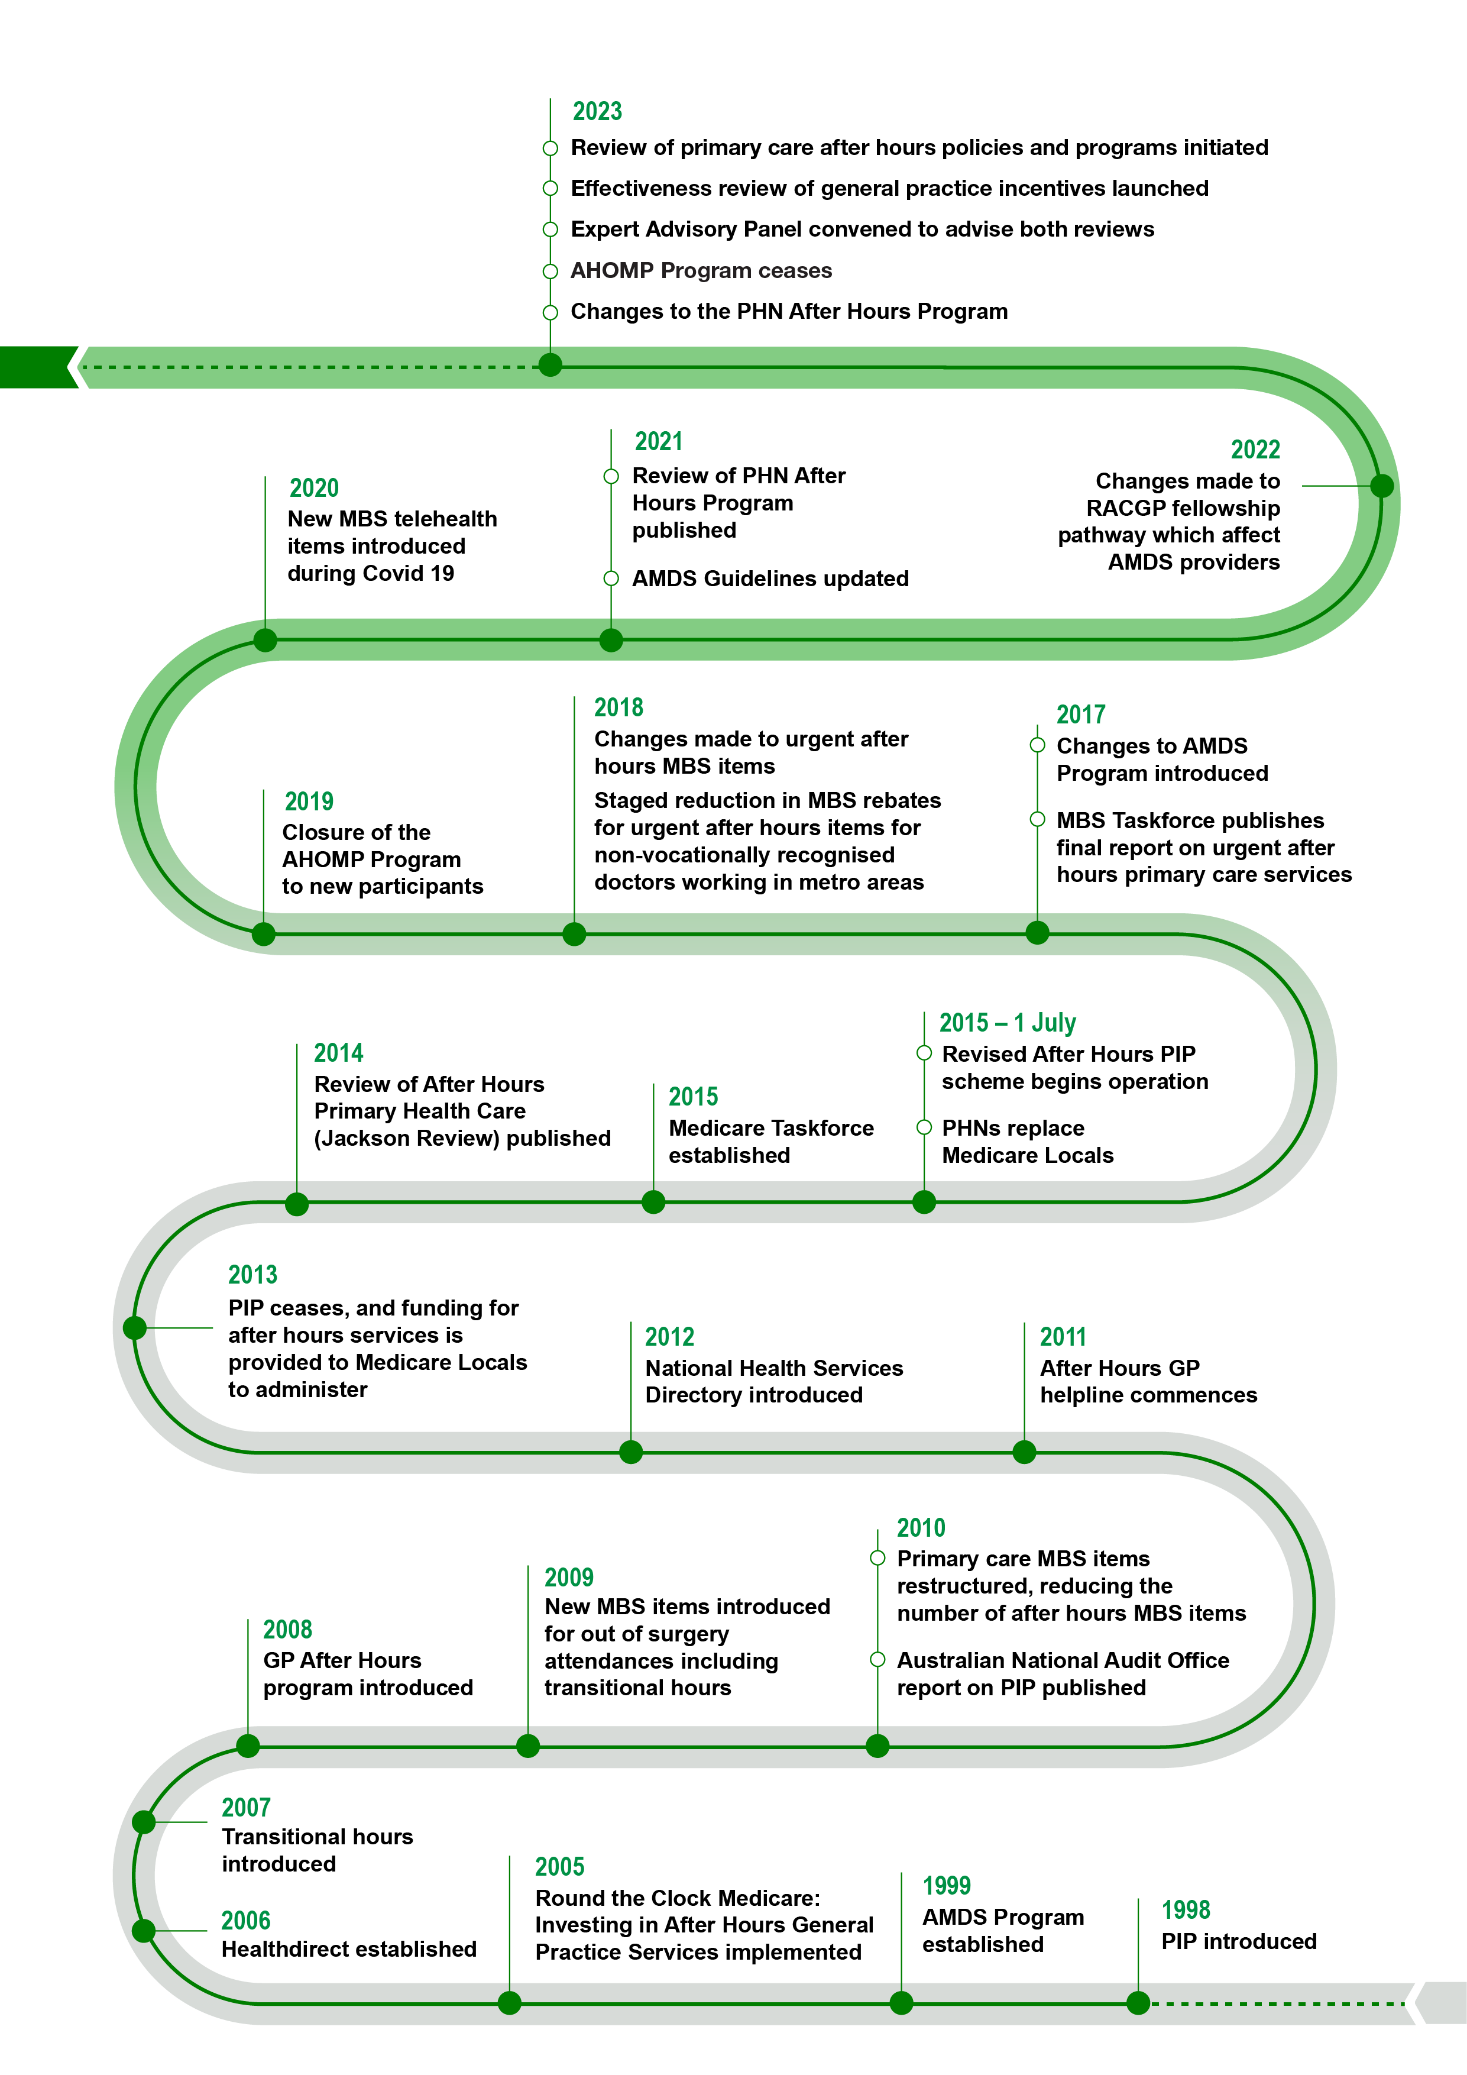 2023
Review of primary care after hours policies and programs initiated
Effectiveness review of general practice incentives launched
Expert Advisory Panel convened to advise both reviews
AHOMP Program ceases
Changes to the PHN After Hours Program
2020
New MBS telehealth
items introduced
during Covid 19
2021
Review of PHN After
Hours Program
published
AMDS Guidelines updated
2022
Changes made to
RACGP fellowship
pathway which affect
AMDS providers
2019
Closure of the
AHOMP Program
to new participants
2018
Changes made to urgent after
hours MBS items
Staged reduction in MBS rebates
for urgent after hours items for
non-vocationally recognised
doctors working in metro areas
2017
Changes to AMDS
Program introduced
MBS Taskforce publishes
final report on urgent after
hours primary care services
2014
Review of After Hours
Primary Health Care
(Jackson Review) published
2015
Medicare Taskforce
established
2015 – 1 July
Revised After Hours PIP
scheme begins operation
PHNs replace
Medicare Locals
2013
PIP ceases, and funding for
after hours services is
provided to Medicare Locals
to administer
2012
National Health Services
Directory introduced
2011
After Hours GP
helpline commences
2008
GP After Hours
program introduced
2009
New MBS items introduced
for out of surgery
attendances including
transitional hours
2010
Primary care MBS items
restructured, reducing the
number of after hours MBS items
Australian National Audit Office
report on PIP published
2007
Transitional hours
introduced
2006
Healthdirect established
2005
Round the Clock Medicare:
Investing in After Hours General
Practice Services implemented
1999
AMDS Program
established
1998
PIP introduced